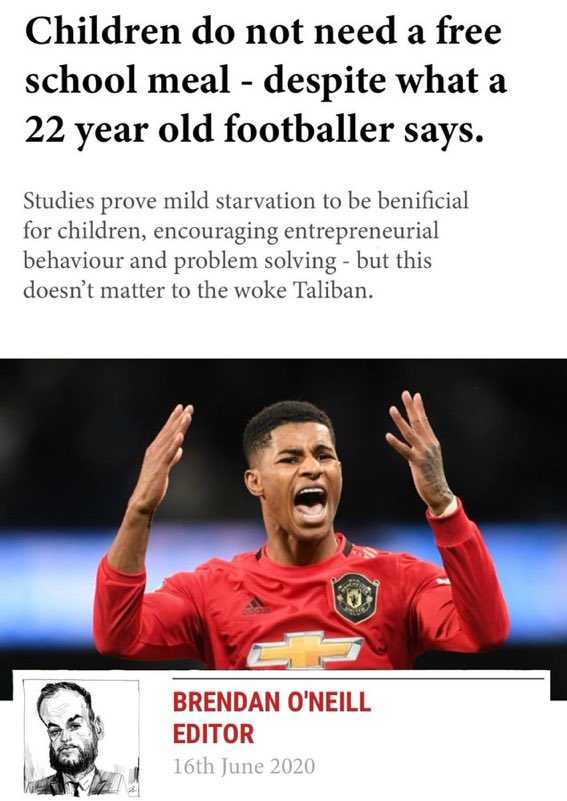 Children do not need a free
school meal - despite what a
22 year old footballer says.
Studies prove mild starvation to be benificial
for children, encouraging entrepreneurial
behaviour and problem solving - but this
doesn't matter to the woke Taliban.
adidas
BRENDAN O'NEILL
EDITOR
16th June 2020